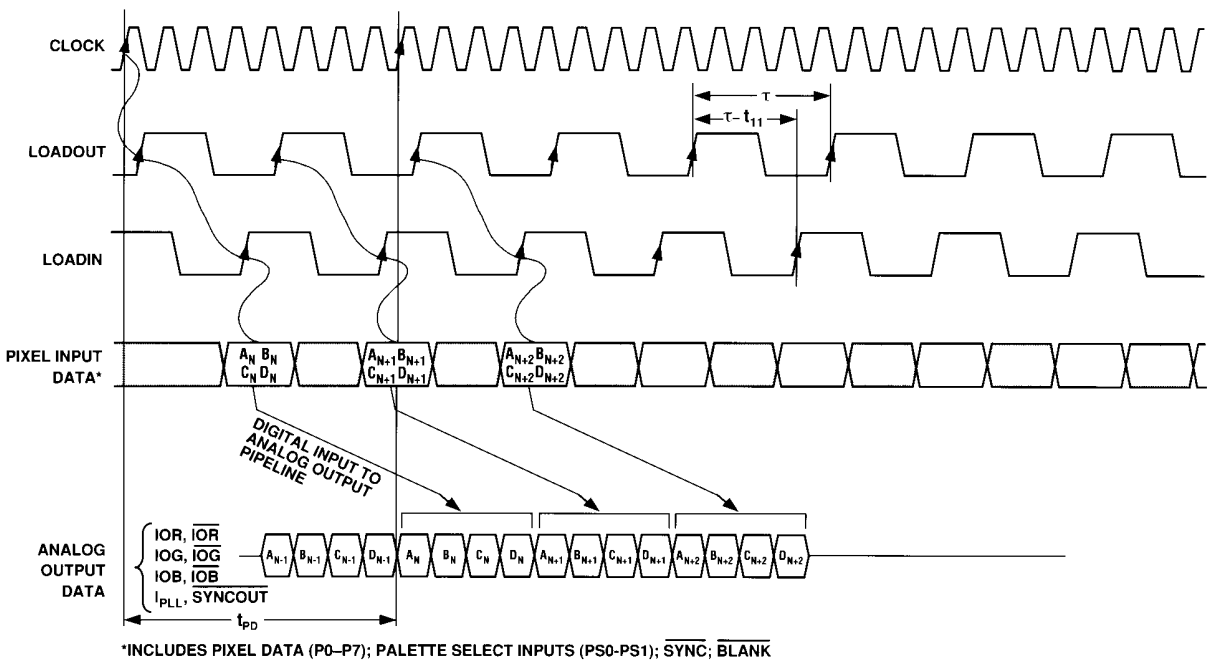 CLOCK
τ
τ– t11
LOADOUT
LOADIN
PIXEL INPUT
DATA*
AN BN
CN DN
AN+1 BN+1
CN+1 DN+1
AN+2 BN+2
CN+2 DN+2
DIGITAL INPUT TO
ANALOG OUTPUT
PIPELINE
ANALOG
OUTPUT
DATA
IOR, IOR
IOG, IOG
IOB, IOB
IPLL, SYNCOUT
AN-1 BN-1 CN-1 DN-1 AN BN CN DN AN+1 BN+1 CN+1 DN+1 AN+2 BN+2 CN+2 DN+2
tPD
*INCLUDES PIXEL DATA (P0–P7); PALETTE SELECT INPUTS (PS0-PS1); SYNC; BLANK